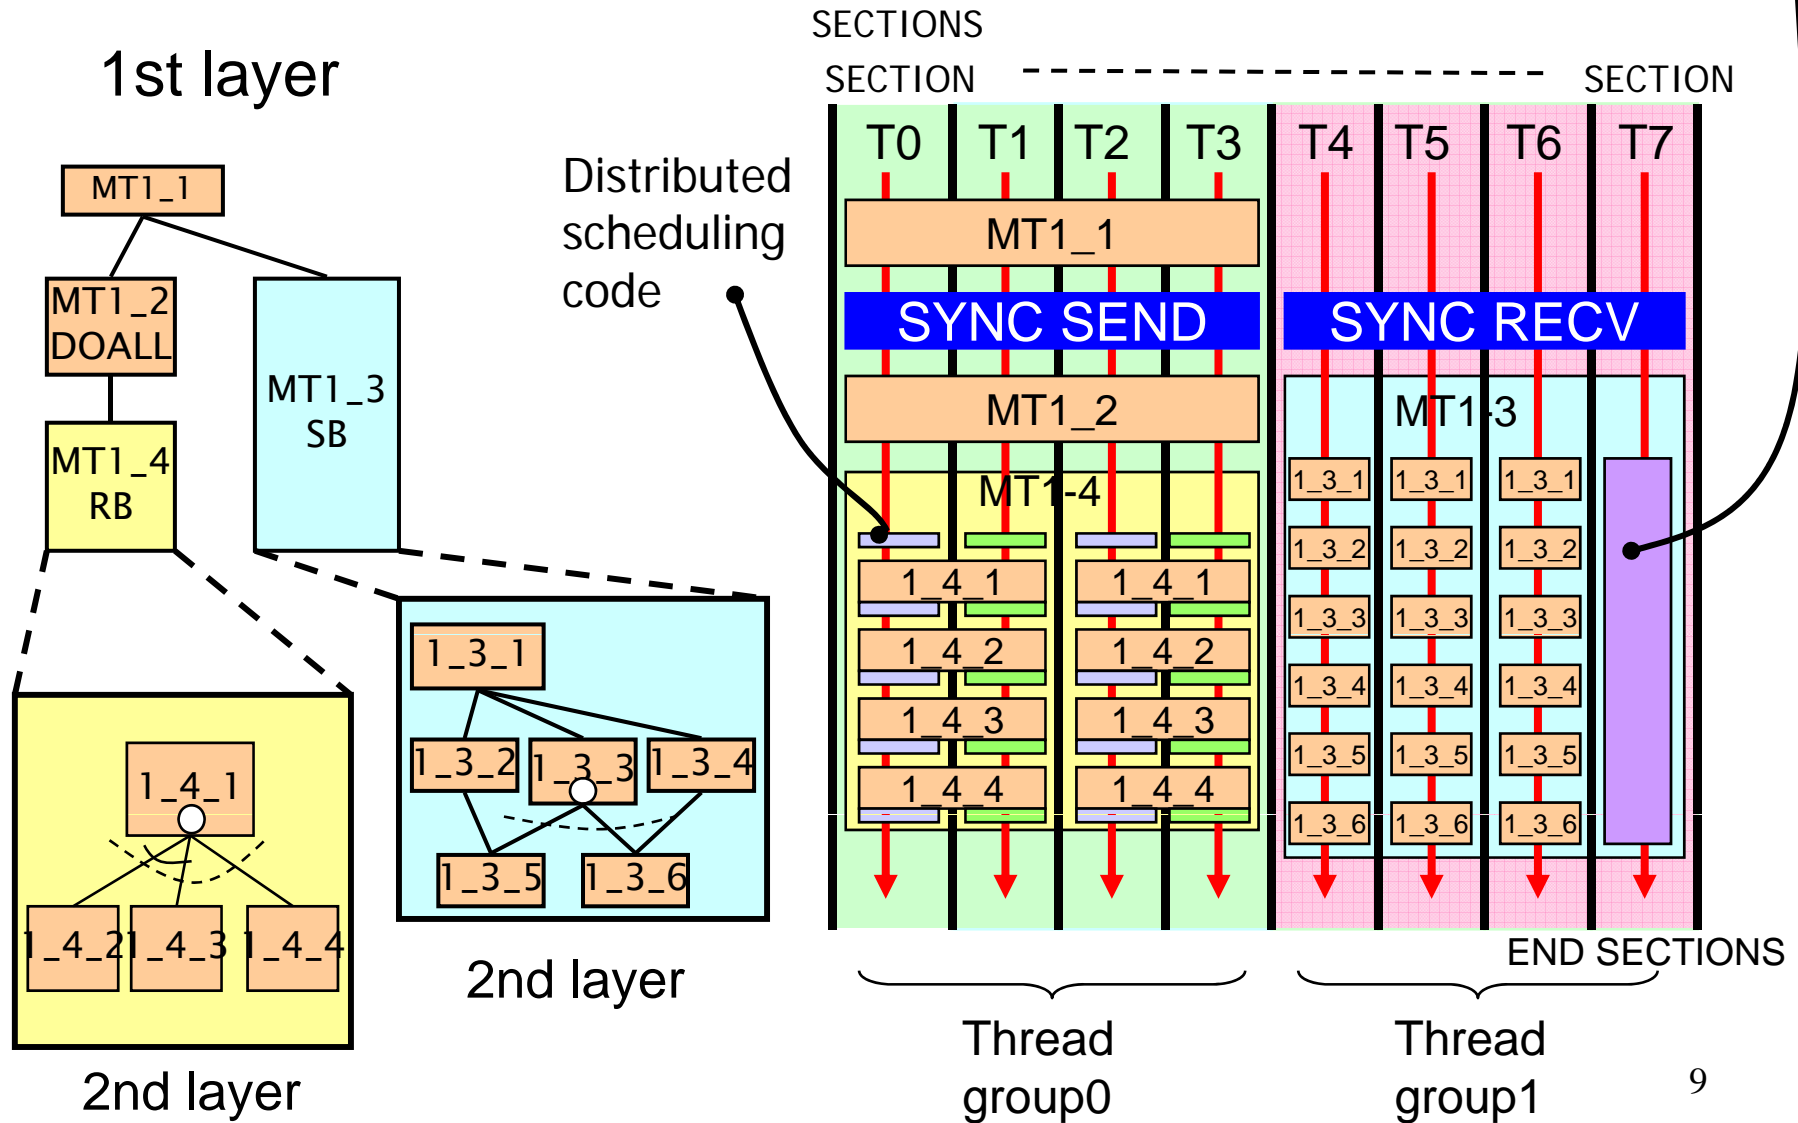 1st layer
MT1_1
MT1_2
DOALL
MT1_3
SB
MT1_4
RB
1_4_1
1_4_2
1_4_3
1_4_4
2nd layer
1_3_1
1_3_2
1_3_3
1_3_4
1_3_5
1_3_6
2nd layer
Distributed
scheduling
code
SECTIONS
SECTION
SECTION
T0 T1 T2 T3 T4 T5 T6 T7
MT1_1
SYNC SEND
SYNC RECV
MT1_2
MT1-4
1_4_1 1_4_1
1_4_2 1_4_2
1_4_3 1_4_3
1_4_4 1_4_4
MT1-3
1_3_1 1_3_1 1_3_1
1_3_2 1_3_2 1_3_2
1_3_3 1_3_3 1_3_3
1_3_4 1_3_4 1_3_4
1_3_5 1_3_5 1_3_5
1_3_6 1_3_6 1_3_6
END SECTIONS
Thread
group0
Thread
group1
9